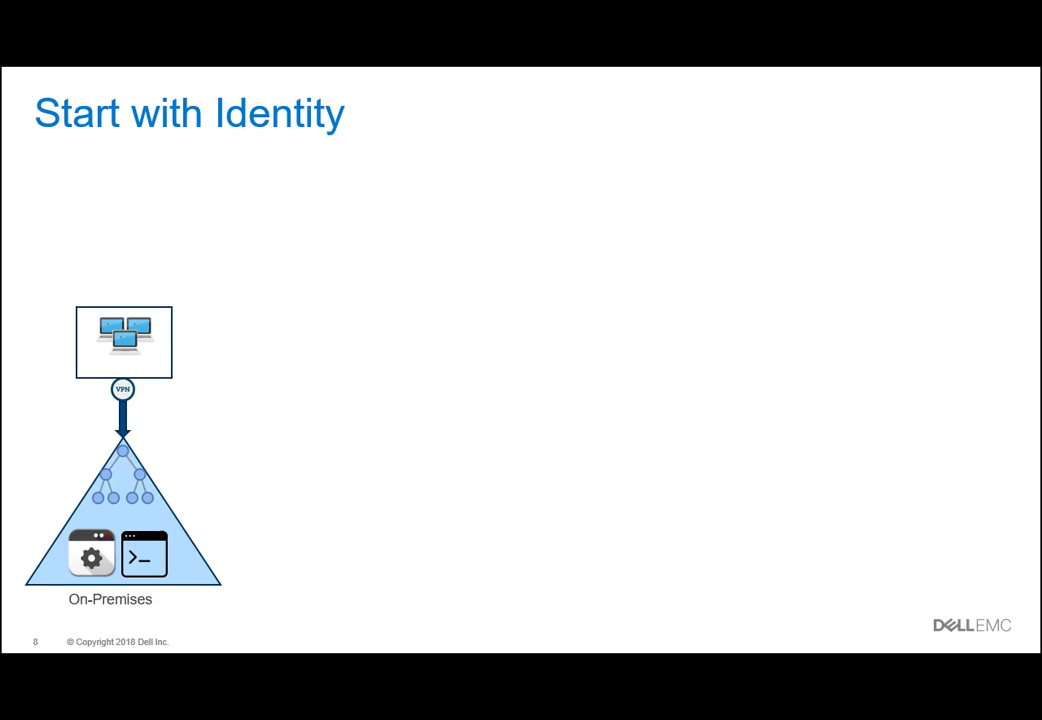 Start with Identity
VPN
>_
On-Premises
DELLEMC
8 © Copyright 2018 Dell Inc.